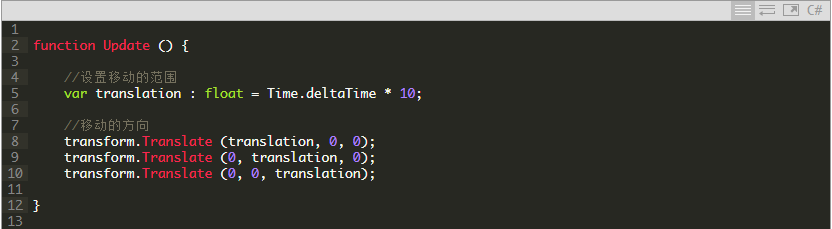 C#
1
2 function Update () {
3
4 //设置移动的范围
5 var translation : float = Time.deltaTime * 10;
6
7 //移动的方向
8 transform.Translate (translation, 0, 0);
9 transform.Translate (0, translation, 0);
10 transform.Translate (0, 0, translation);
11
12 }
13